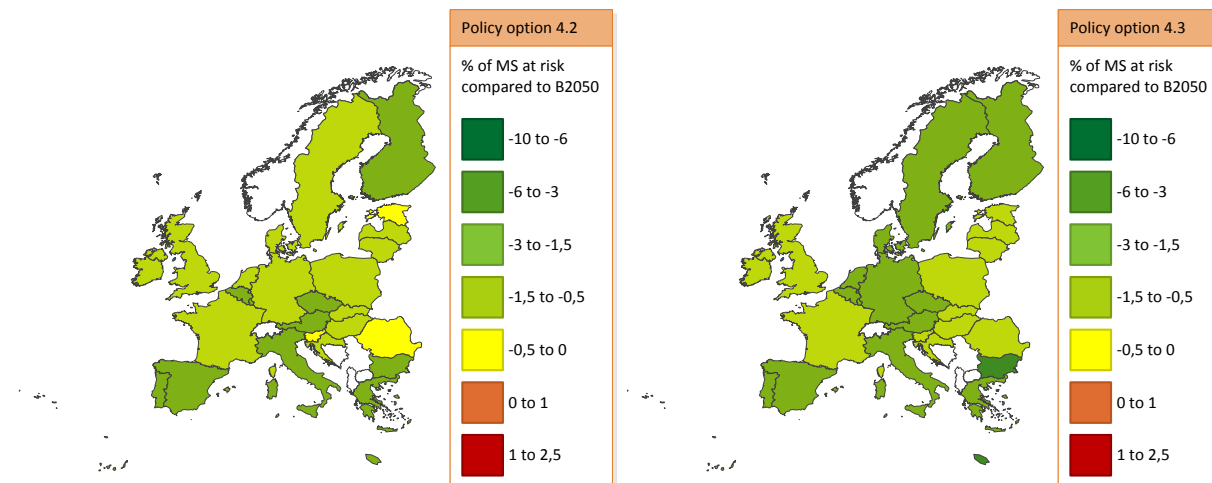 Policy option 4.2
% of MS at risk
compared to B2050
-10 to -6
-6 to -3
-3 to -1,5
-1,5 to -0,5
-0,5 to 0
0 to 1
1 to 2,5
Policy option 4.3
% of MS at risk
compared to B2050
-10 to -6
-6 to -3
-3 to -1,5
-1,5 to -0,5
-0,5 to 0
0 to 1
1 to 2,5